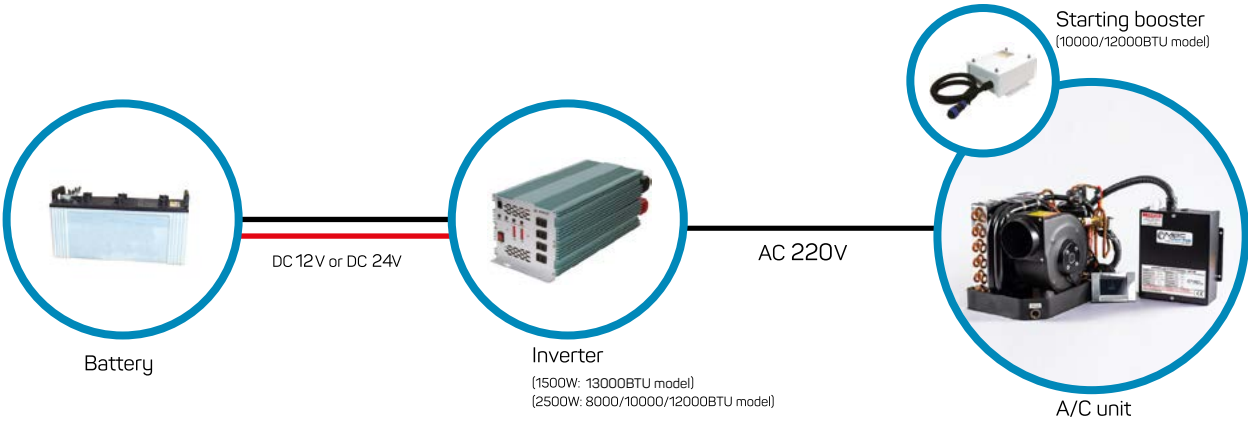 Starting booster
(10000/12000BTU model)
DC 12V or DC 24V
AC 220V
Battery
Inverter
(1500W: 13000BTU model)
(2500W: 8000/10000/12000BTU model)
A/C unit